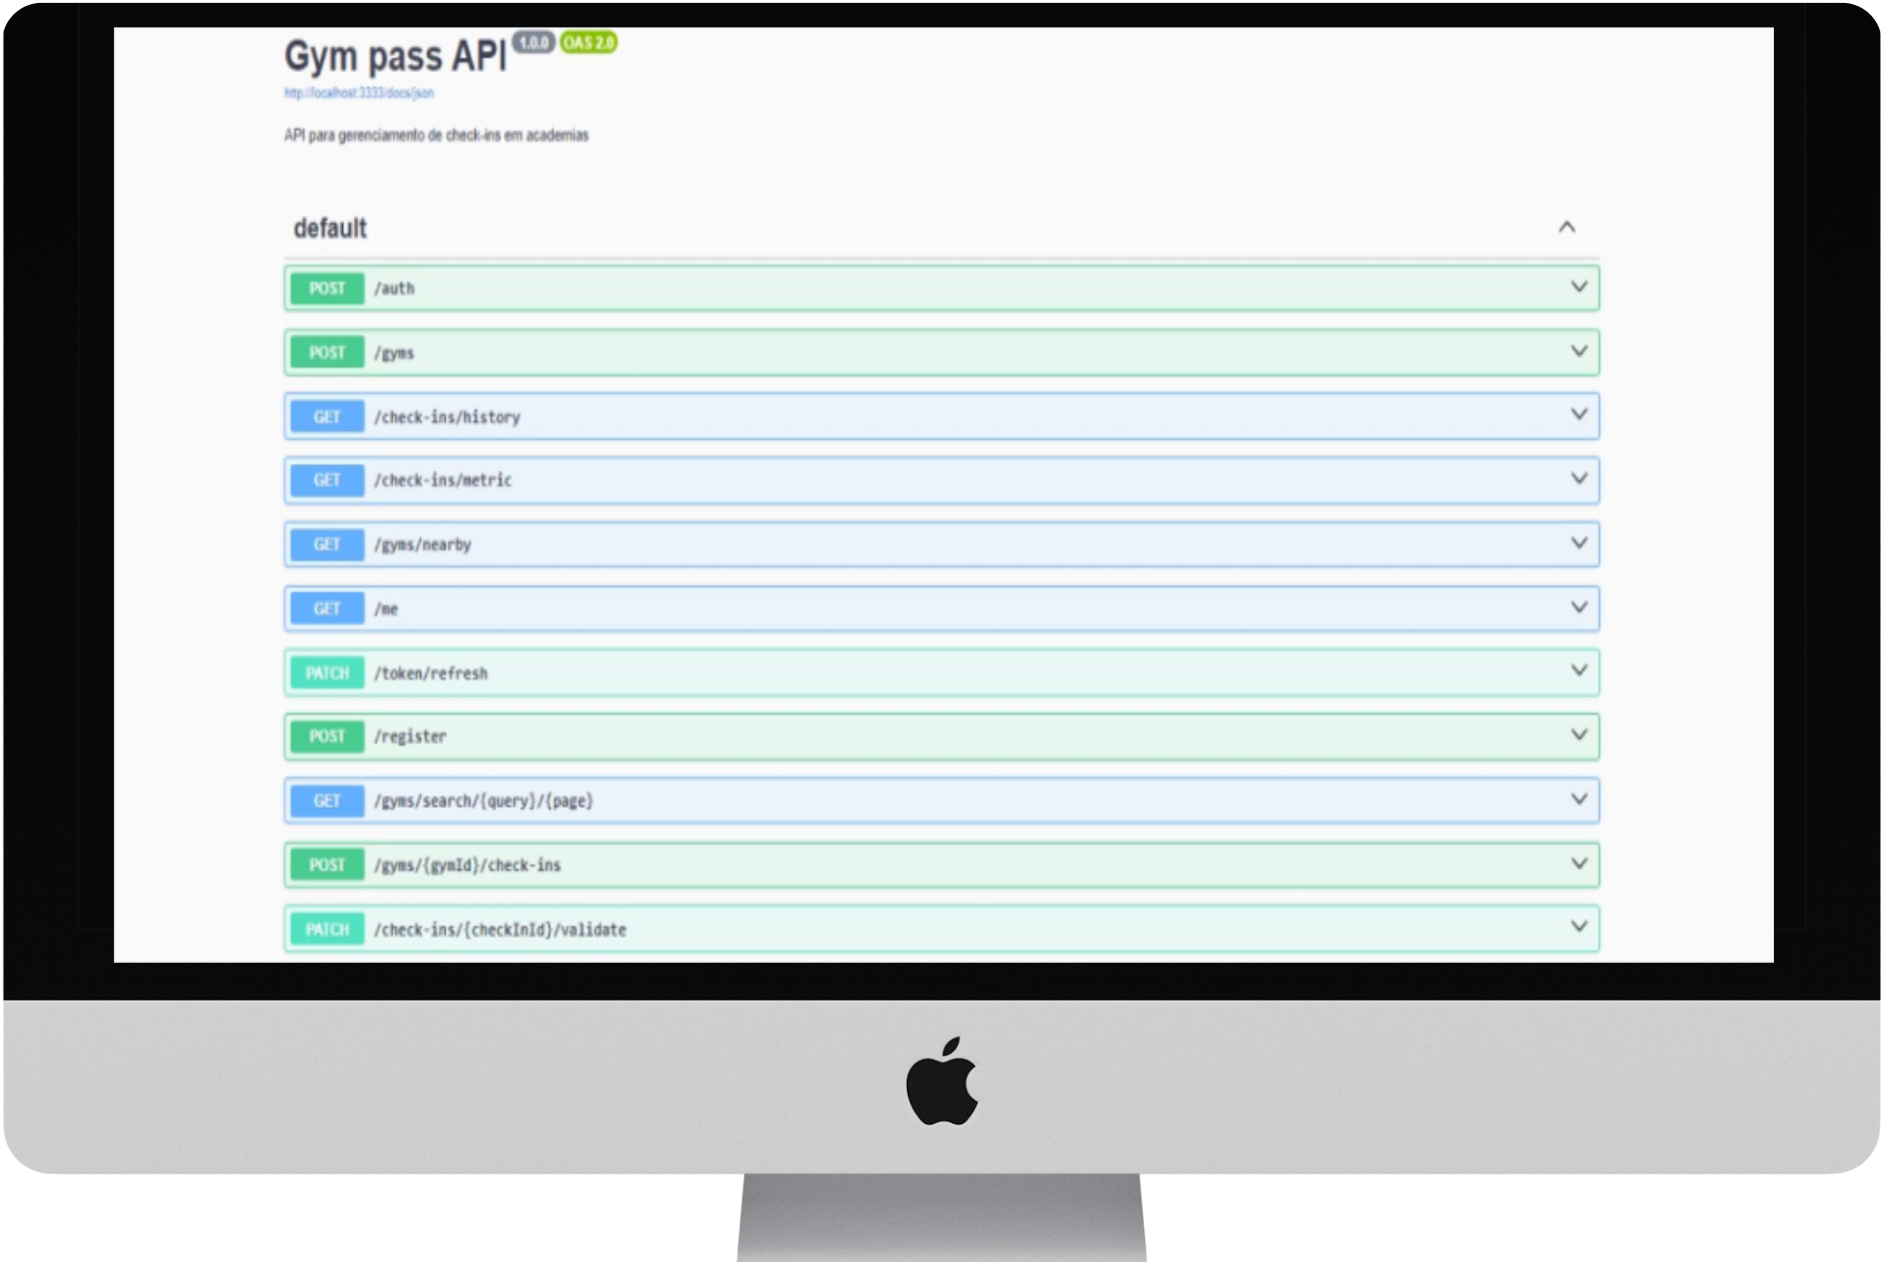 Gym pass API 1.0.0 OAS 2.0
http://localhost:3333/docs/json
API para gerenciamento de check-ins em academias
default
POST /auth
POST /gyms
GET /check-ins/history
GET /check-ins/metric
GET /gyms/nearby
GET /me
PATCH /token/refresh
POST /register
GET /gyms/search/{query}/{page}
POST /gyms/{gymId}/check-ins
PATCH /check-ins/{checkInId}/validate